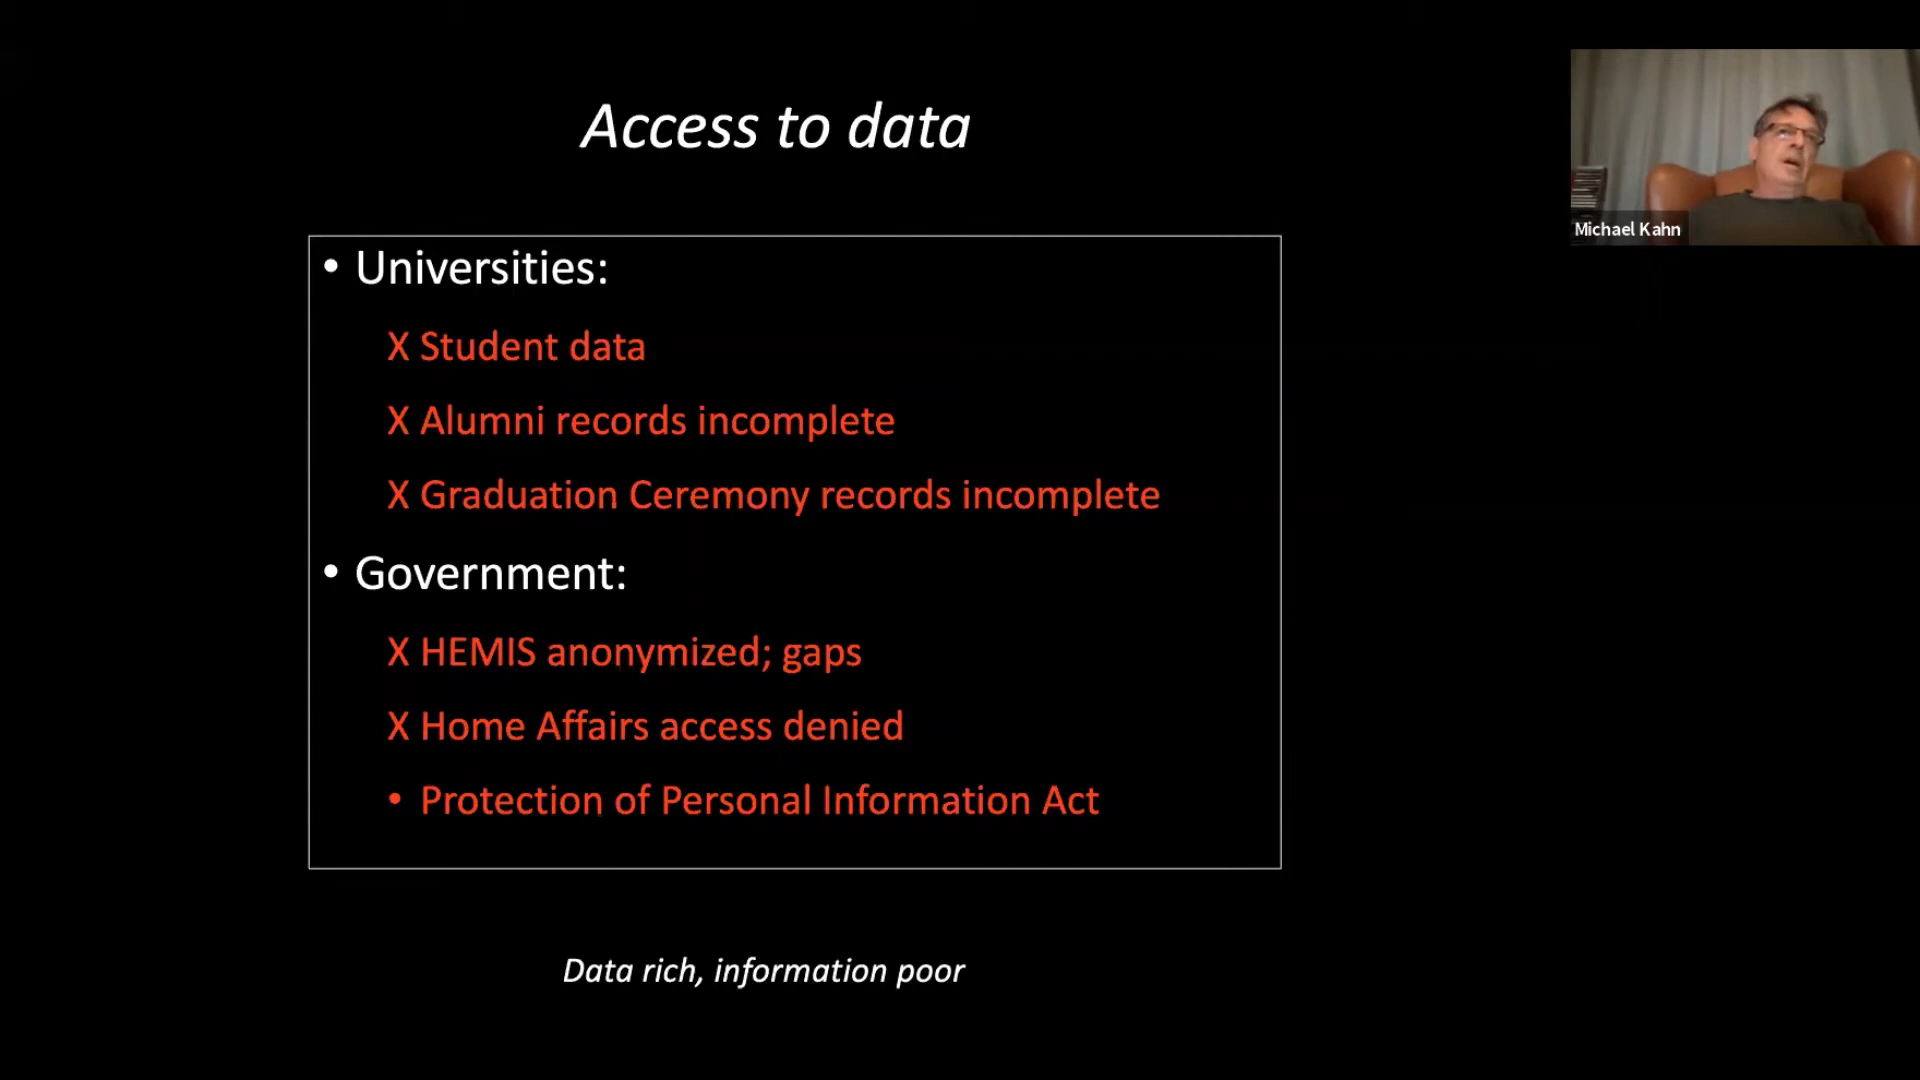 Access to data
Michael Kahn
• Universities:
X Student data
X Alumni records incomplete
X Graduation Ceremony records incomplete
• Government:
X HEMIS anonymized; gaps
X Home Affairs access denied
• Protection of Personal Information Act
Data rich, information poor